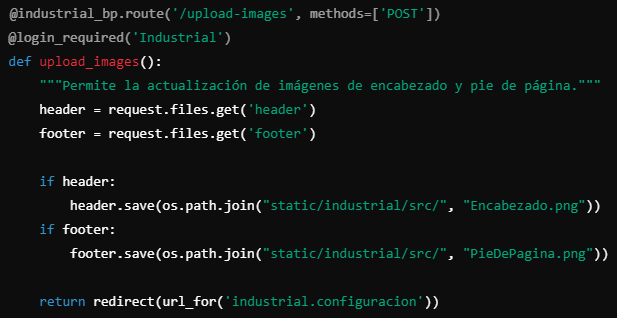 @industrial_bp.route('/upload-images', methods=['POST'])
@login_required('Industrial')
def upload_images():
    """Permite la actualización de imágenes de encabezado y pie de página."""
    header = request.files.get('header')
    footer = request.files.get('footer')

    if header:
        header.save(os.path.join("static/industrial/src/", "Encabezado.png"))
    if footer:
        footer.save(os.path.join("static/industrial/src/", "PieDePagina.png"))

    return redirect(url_for('industrial.configuracion'))